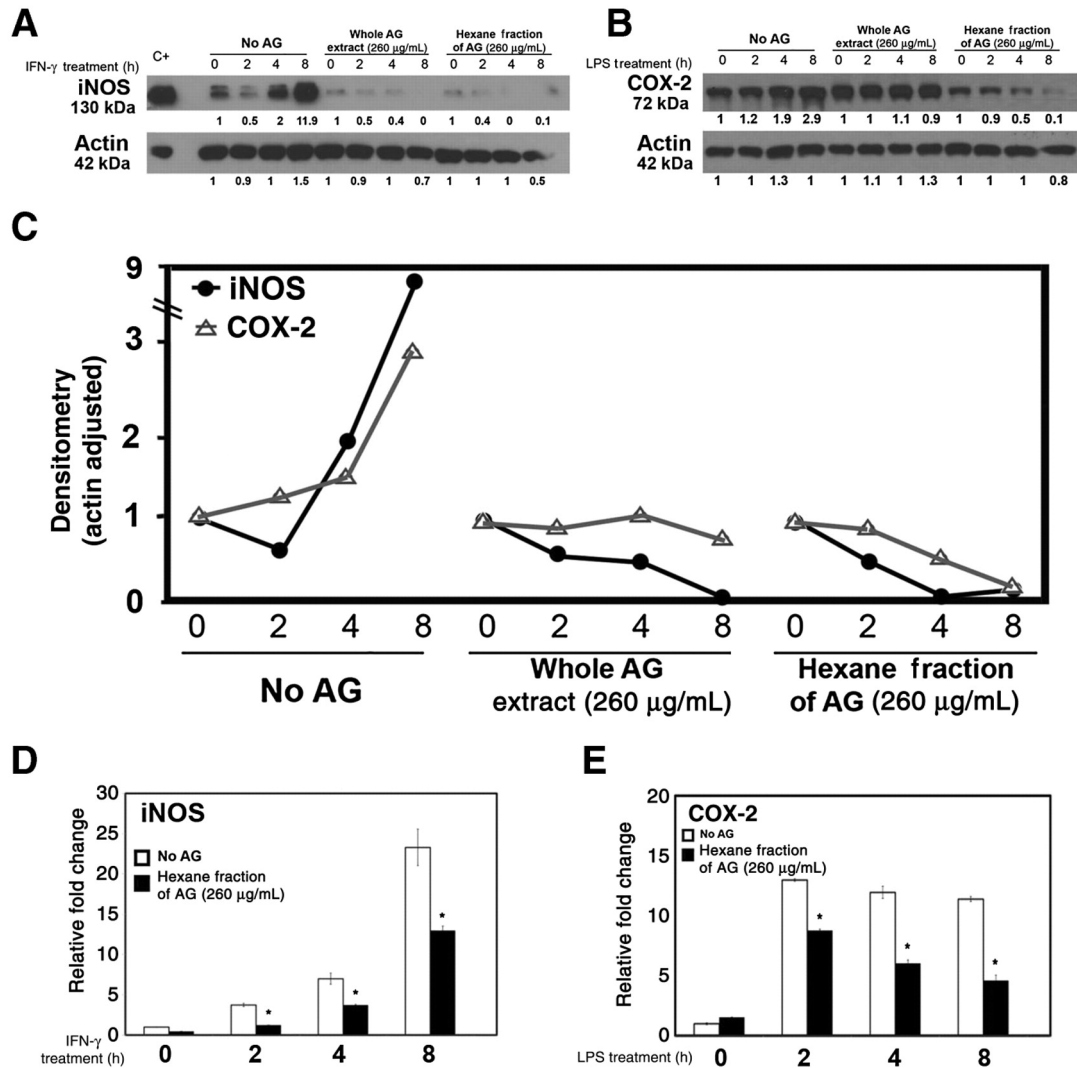 A
C+
No AG
Whole AG
extract (260 μg/mL)
Hexane fraction
of AG (260 μg/mL)
IFN-γ treatment (h) 0 2 4 8 0 2 4 8 0 2 4 8
iNOS
130 kDa
1 0.5 2 11.9 1 0.5 0.4 0 1 0.4 0 0.1
Actin
42 kDa
1 0.9 1 1.5 1 0.9 1 0.7 1 1 1 0.5
B
No AG
Whole AG
extract (260 μg/mL)
Hexane fraction
of AG (260 μg/mL)
LPS treatment (h) 0 2 4 8 0 2 4 8 0 2 4 8
COX-2
72 kDa
1 1.2 1.9 2.9 1 1 1.1 0.9 1 0.9 0.5 0.1
Actin
42 kDa
1 1 1.3 1 1 1.1 1 1.3 1 1 1 0.8
C
Densitometry
(actin adjusted)
9
3
2
1
0
iNOS
COX-2
0 2 4 8 0 2 4 8 0 2 4 8
No AG
Whole AG
extract (260 μg/mL)
Hexane fraction
of AG (260 μg/mL)
D
Relative fold change
30
25
20
15
10
5
0
iNOS
No AG
Hexane fraction
of AG (260 μg/mL)
* * *
IFN-γ
treatment (h)
0 2 4 8
E
Relative fold change
20
15
10
5
0
COX-2
No AG
Hexane fraction
of AG (260 μg/mL)
* * *
LPS treatment (h) 0 2 4 8